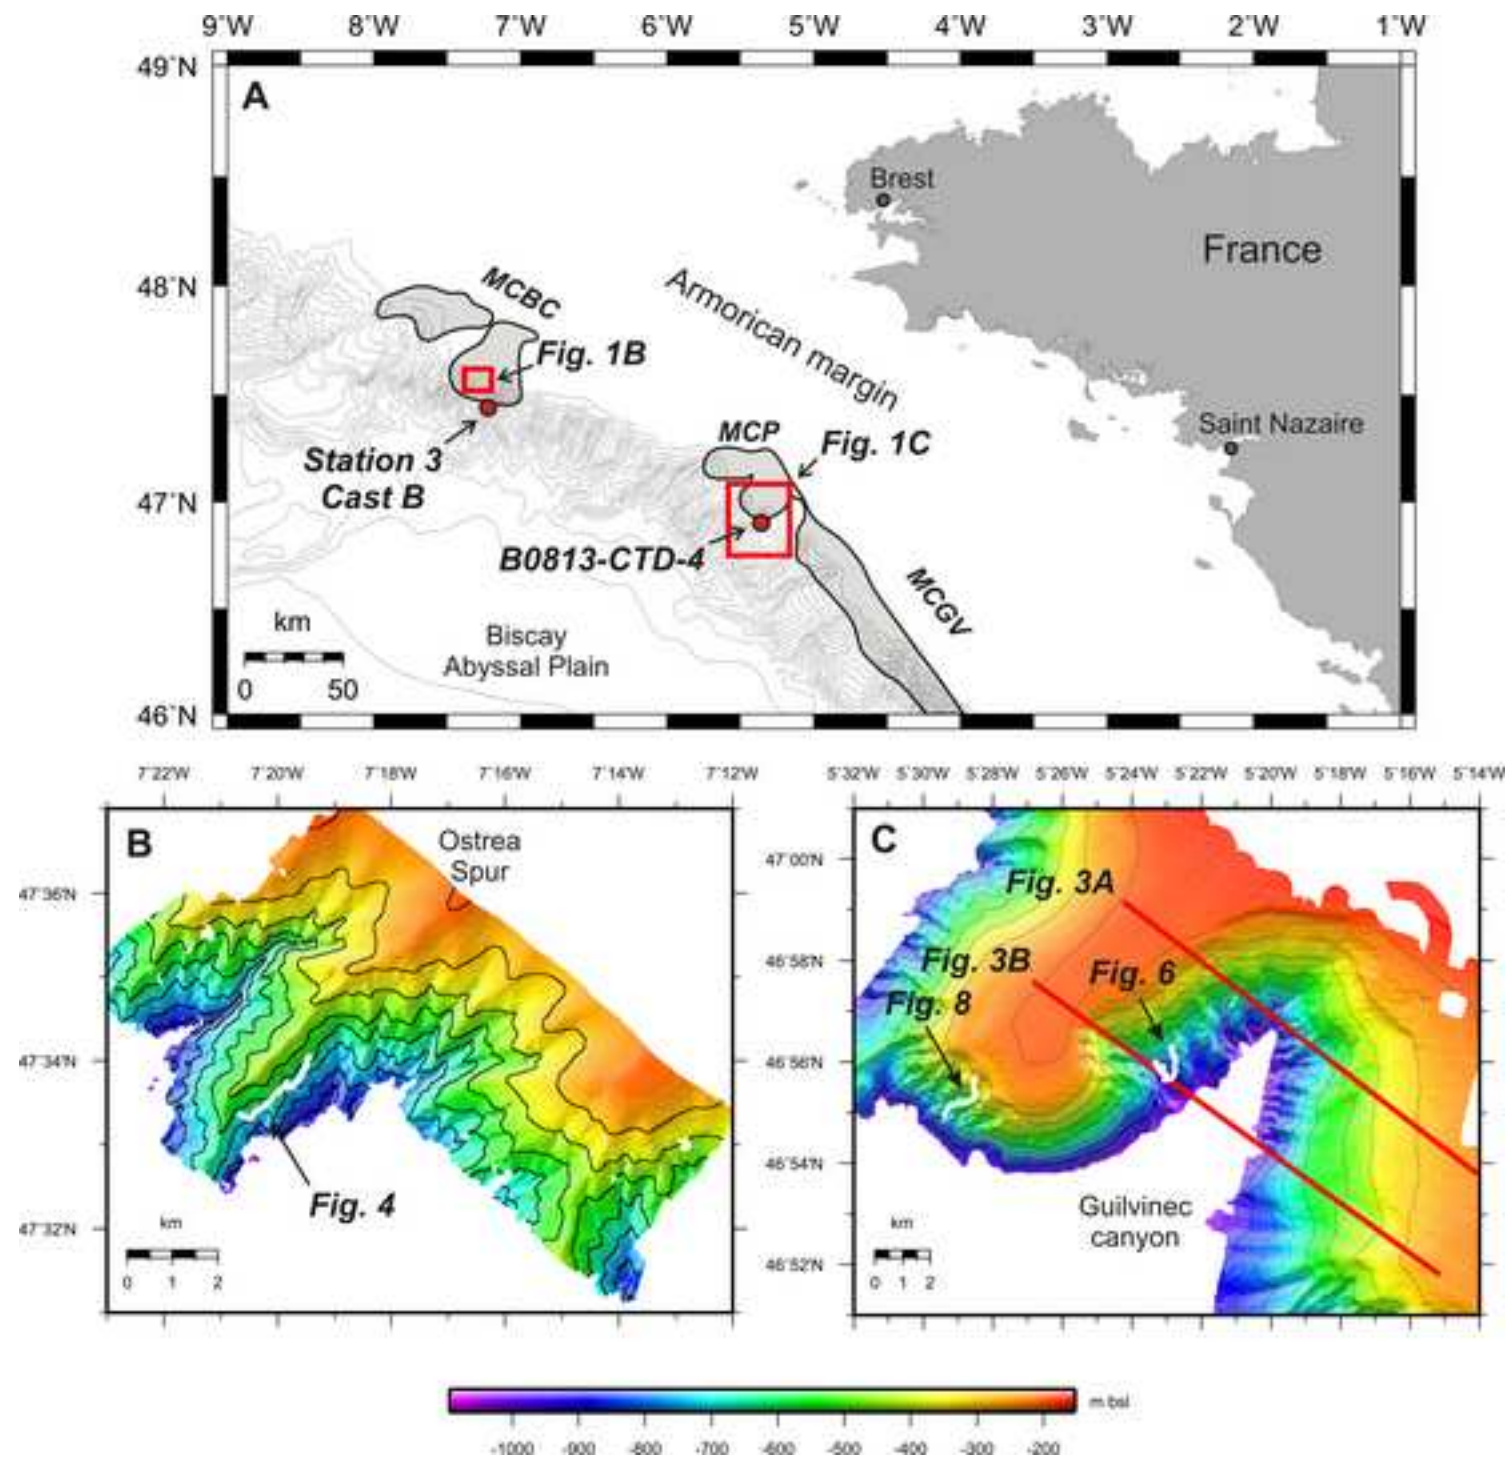 9˚W 8˚W 7˚W 6˚W 5˚W 4˚W 3˚W 2˚W 1˚W
49˚N
A
Brest
France
48˚N
MCBC
Armorican margin
Fig. 1B
Saint Nazaire
MCP
Fig. 1C
Station 3
Cast B
47˚N
B0813-CTD-4
MCGV
km
Biscay
Abyssal Plain
0 50
46˚N
7˚22'W 7˚20'W 7˚18'W 7˚16'W 7˚14'W 7˚12'W
B
Ostrea
Spur
47˚36'N
47˚34'N
Fig. 4
47˚32'N
km
0 1 2
5˚32'W 5˚30'W 5˚28'W 5˚26'W 5˚24'W 5˚22'W 5˚20'W 5˚18'W 5˚16'W 5˚14'W
C
47˚00'N
Fig. 3A
46˚58'N
Fig. 3B
Fig. 6
Fig. 8
46˚56'N
46˚54'N
Guilvinec
canyon
km
0 1 2
46˚52'N
m bsl
-1000 -900 -800 -700 -600 -500 -400 -300 -200